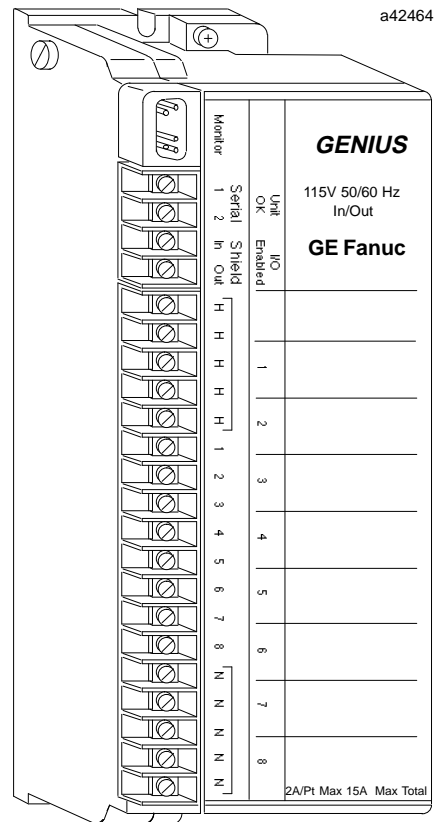 a42464
Monitor
GENIUS
115V 50/60 Hz
In/Out
GE Fanuc
Serial
1 2
Shield
In Out
Unit
OK
I/O
Enabled
H
H
H
H
H
1
2
3
4
5
6
7
8
N
N
N
N
N
1
2
3
4
5
6
7
8
2A/Pt Max 15A Max Total